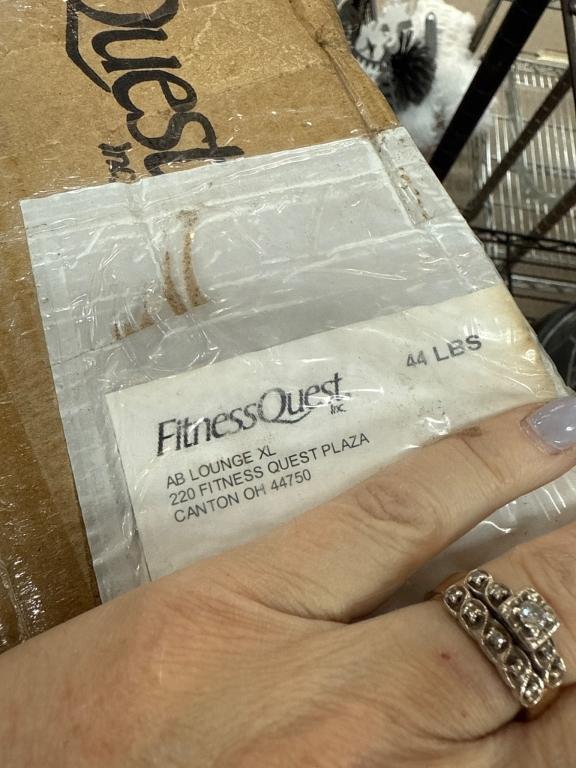 Quest
Inc.
FitnessQuest
Inc.
44 LBS
AB LOUNGE XL
220 FITNESS QUEST PLAZA
CANTON OH 44750